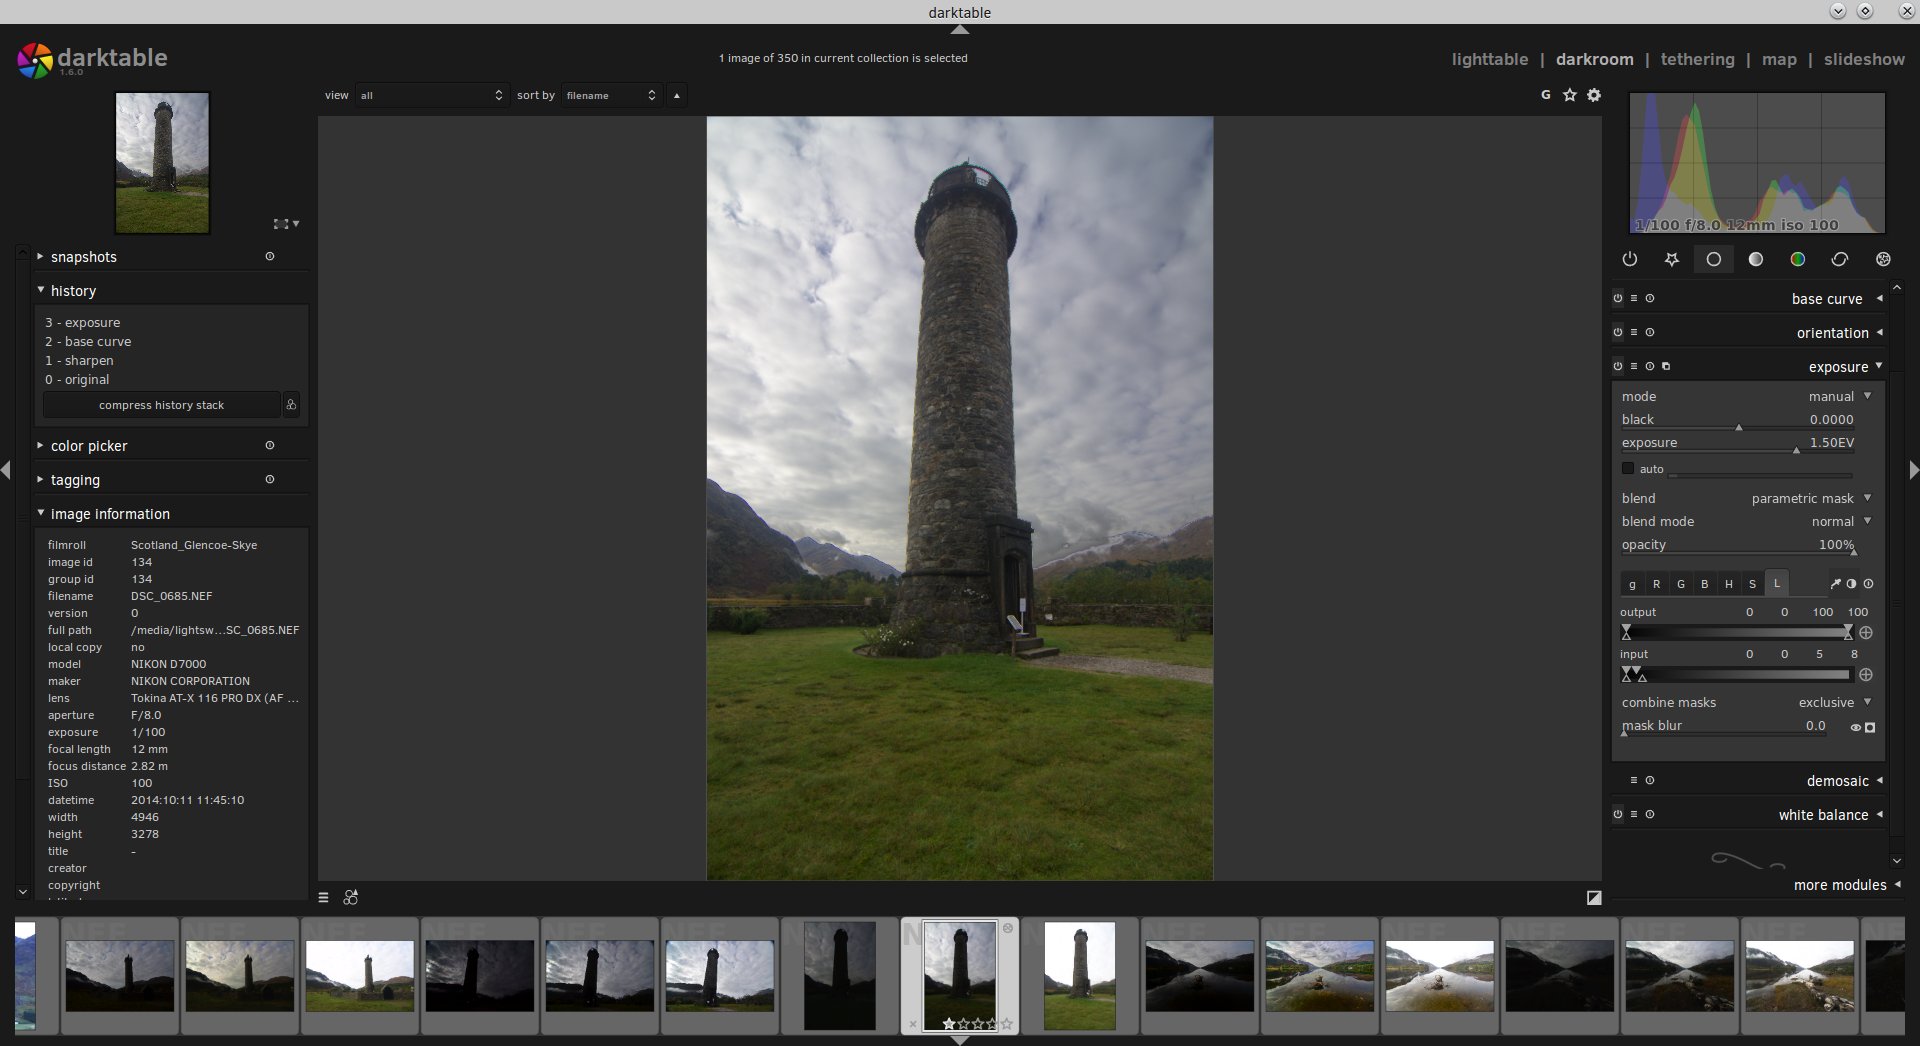 darktable
darktable
1.6.0
1 image of 350 in current collection is selected
lighttable | darkroom | tethering | map | slideshow
view all sort by filename
G
1/100 f/8.0 12mm iso 100
snapshots
history
3 - exposure
2 - base curve
1 - sharpen
0 - original
compress history stack
color picker
tagging
image information
filmroll Scotland_Glencoe-Skye
image id 134
group id 134
filename DSC_0685.NEF
version 0
full path /media/lightsw...SC_0685.NEF
local copy no
model NIKON D7000
maker NIKON CORPORATION
lens Tokina AT-X 116 PRO DX (AF ...
aperture F/8.0
exposure 1/100
focal length 12 mm
focus distance 2.82 m
ISO 100
datetime 2014:10:11 11:45:10
width 4946
height 3278
title -
creator
copyright
base curve
orientation
exposure
mode manual
black 0.0000
exposure 1.50EV
auto
blend parametric mask
blend mode normal
opacity 100%
g R G B H S L
output 0 0 100 100
input 0 0 5 8
combine masks exclusive
mask blur 0.0
demosaic
white balance
more modules